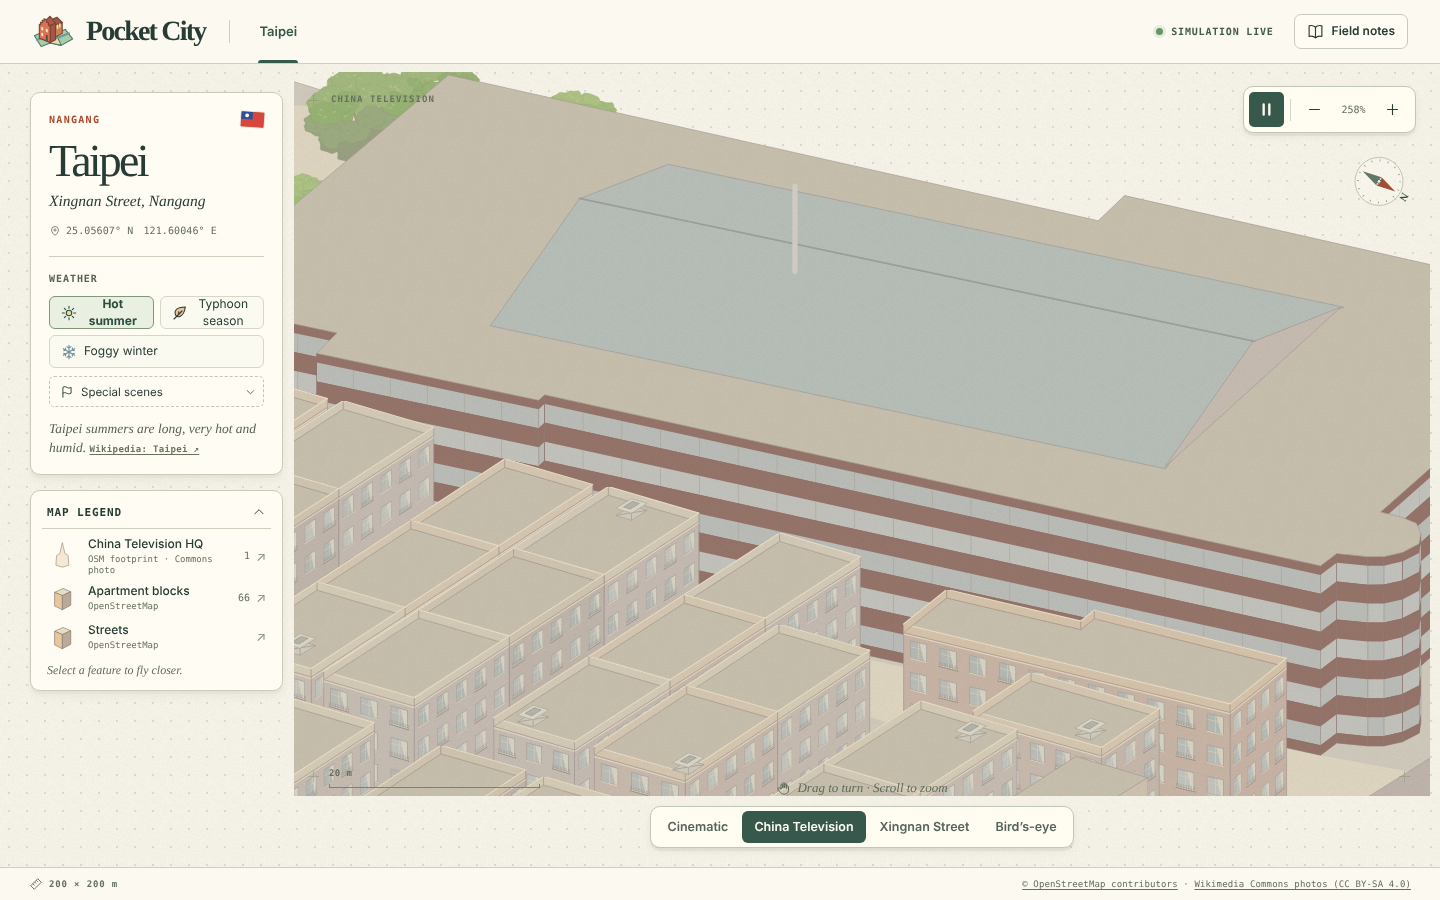 Pocket City
Taipei
SIMULATION LIVE
Field notes
NANGANG
Taipei
Xingnan Street, Nangang
25.05607° N 121.60046° E
WEATHER
Hot summer
Typhoon season
Foggy winter
Special scenes
Taipei summers are long, very hot and
humid. Wikipedia: Taipei ↗
MAP LEGEND
China Television HQ
OSM footprint · Commons
photo
1 ↗
Apartment blocks
OpenStreetMap
66 ↗
Streets
OpenStreetMap
↗
Select a feature to fly closer.
CHINA TELEVISION
258%
N
20 m
Drag to turn · Scroll to zoom
Cinematic
China Television
Xingnan Street
Bird's-eye
200 × 200 m
© OpenStreetMap contributors · Wikimedia Commons photos (CC BY-SA 4.0)